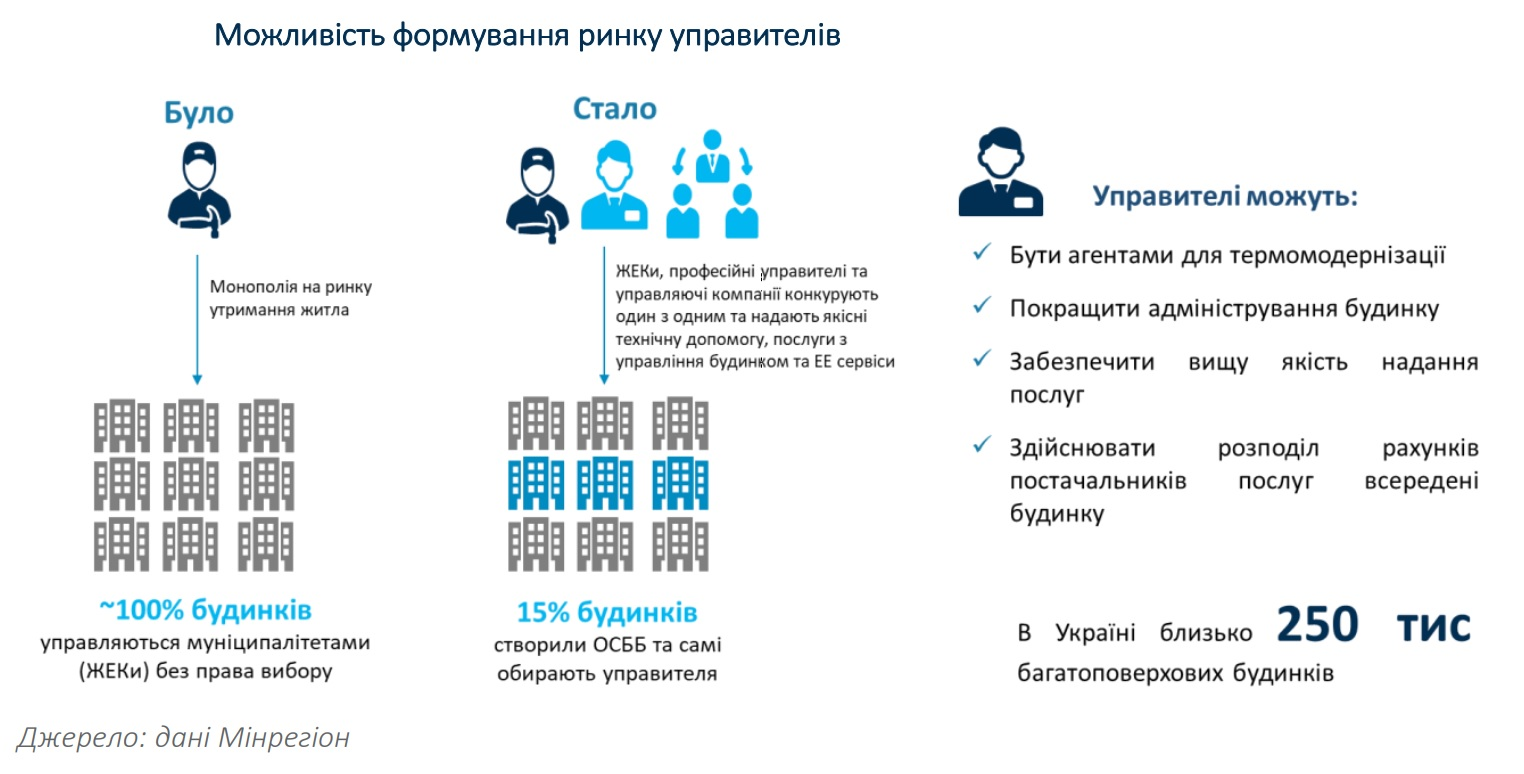 Можливість формування ринку управителів
Було
Монополія на ринку
утримання житла
~100% будинків
управляються муніципалітетами
(ЖЕКи) без права вибору
Стало
ЖЕКи, професійні управителі та
управляючі компанії конкурують
один з одним та надають якісні
технічну допомогу, послуги з
управління будинком та ЕЕ сервіси
15% будинків
створили ОСББ та самі
обирають управителя
Управителі можуть:
✓ Бути агентами для термомодернізації
✓ Покращити адміністрування будинку
✓ Забезпечити вищу якість надання
послуг
✓ Здійснювати розподіл рахунків
постачальників послуг всередені
будинку
В Україні близько 250 тис
багатоповерхових будинків
Джерело: дані Мінрегіон